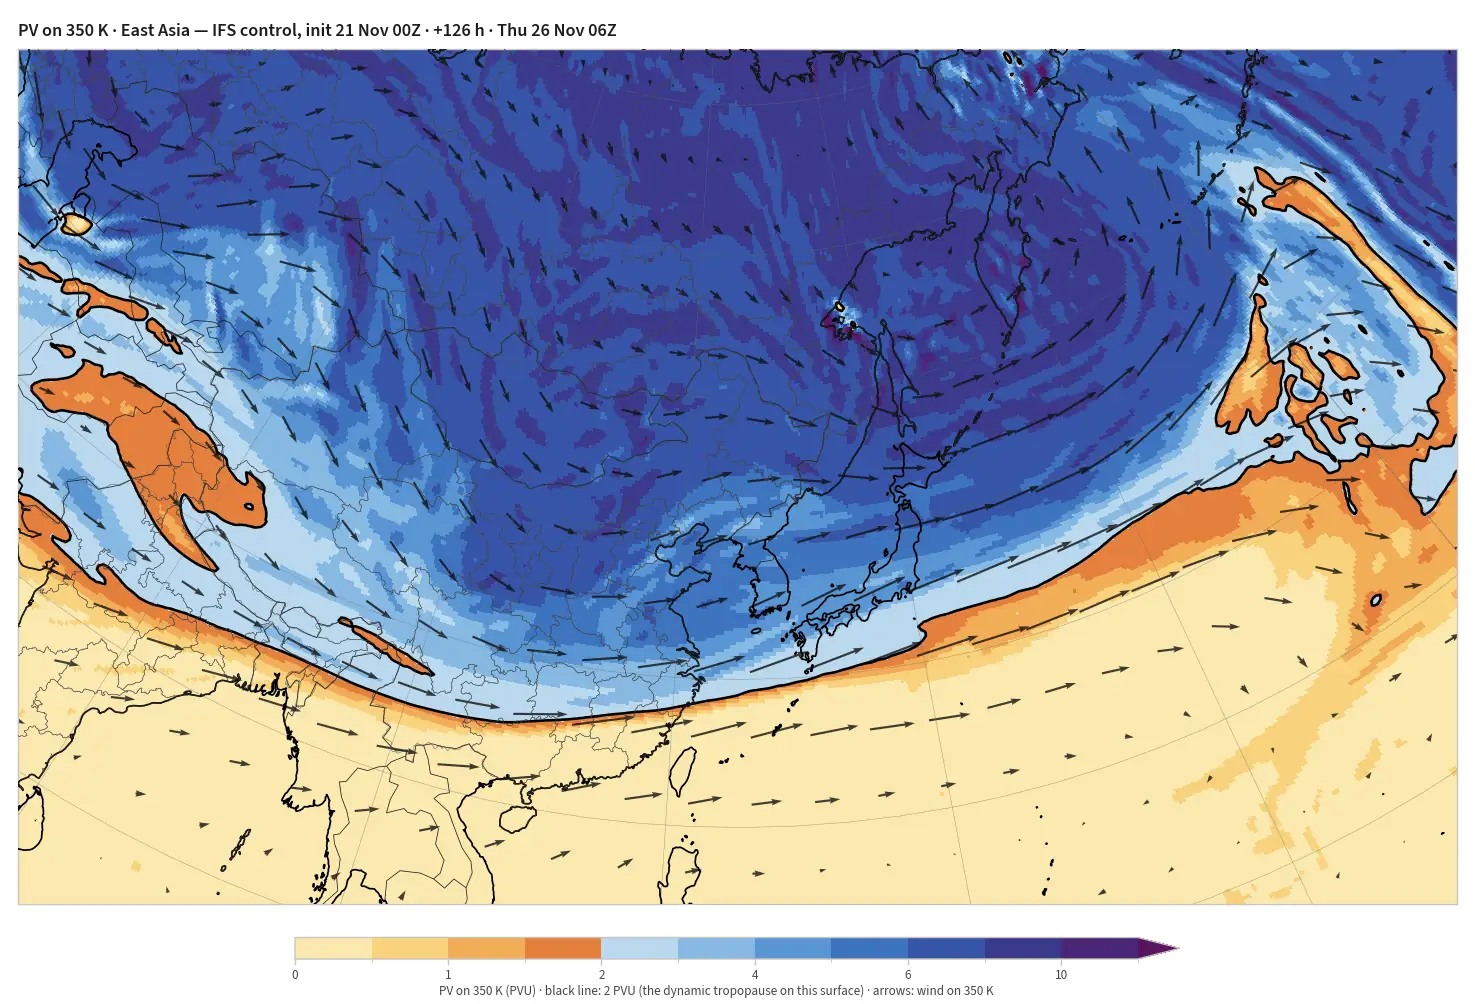 PV on 350 K · East Asia — IFS control, init 21 Nov 00Z · +126 h · Thu 26 Nov 06Z
0 1 2 4 6 10
PV on 350 K (PVU) · black line: 2 PVU (the dynamic tropopause on this surface) · arrows: wind on 350 K